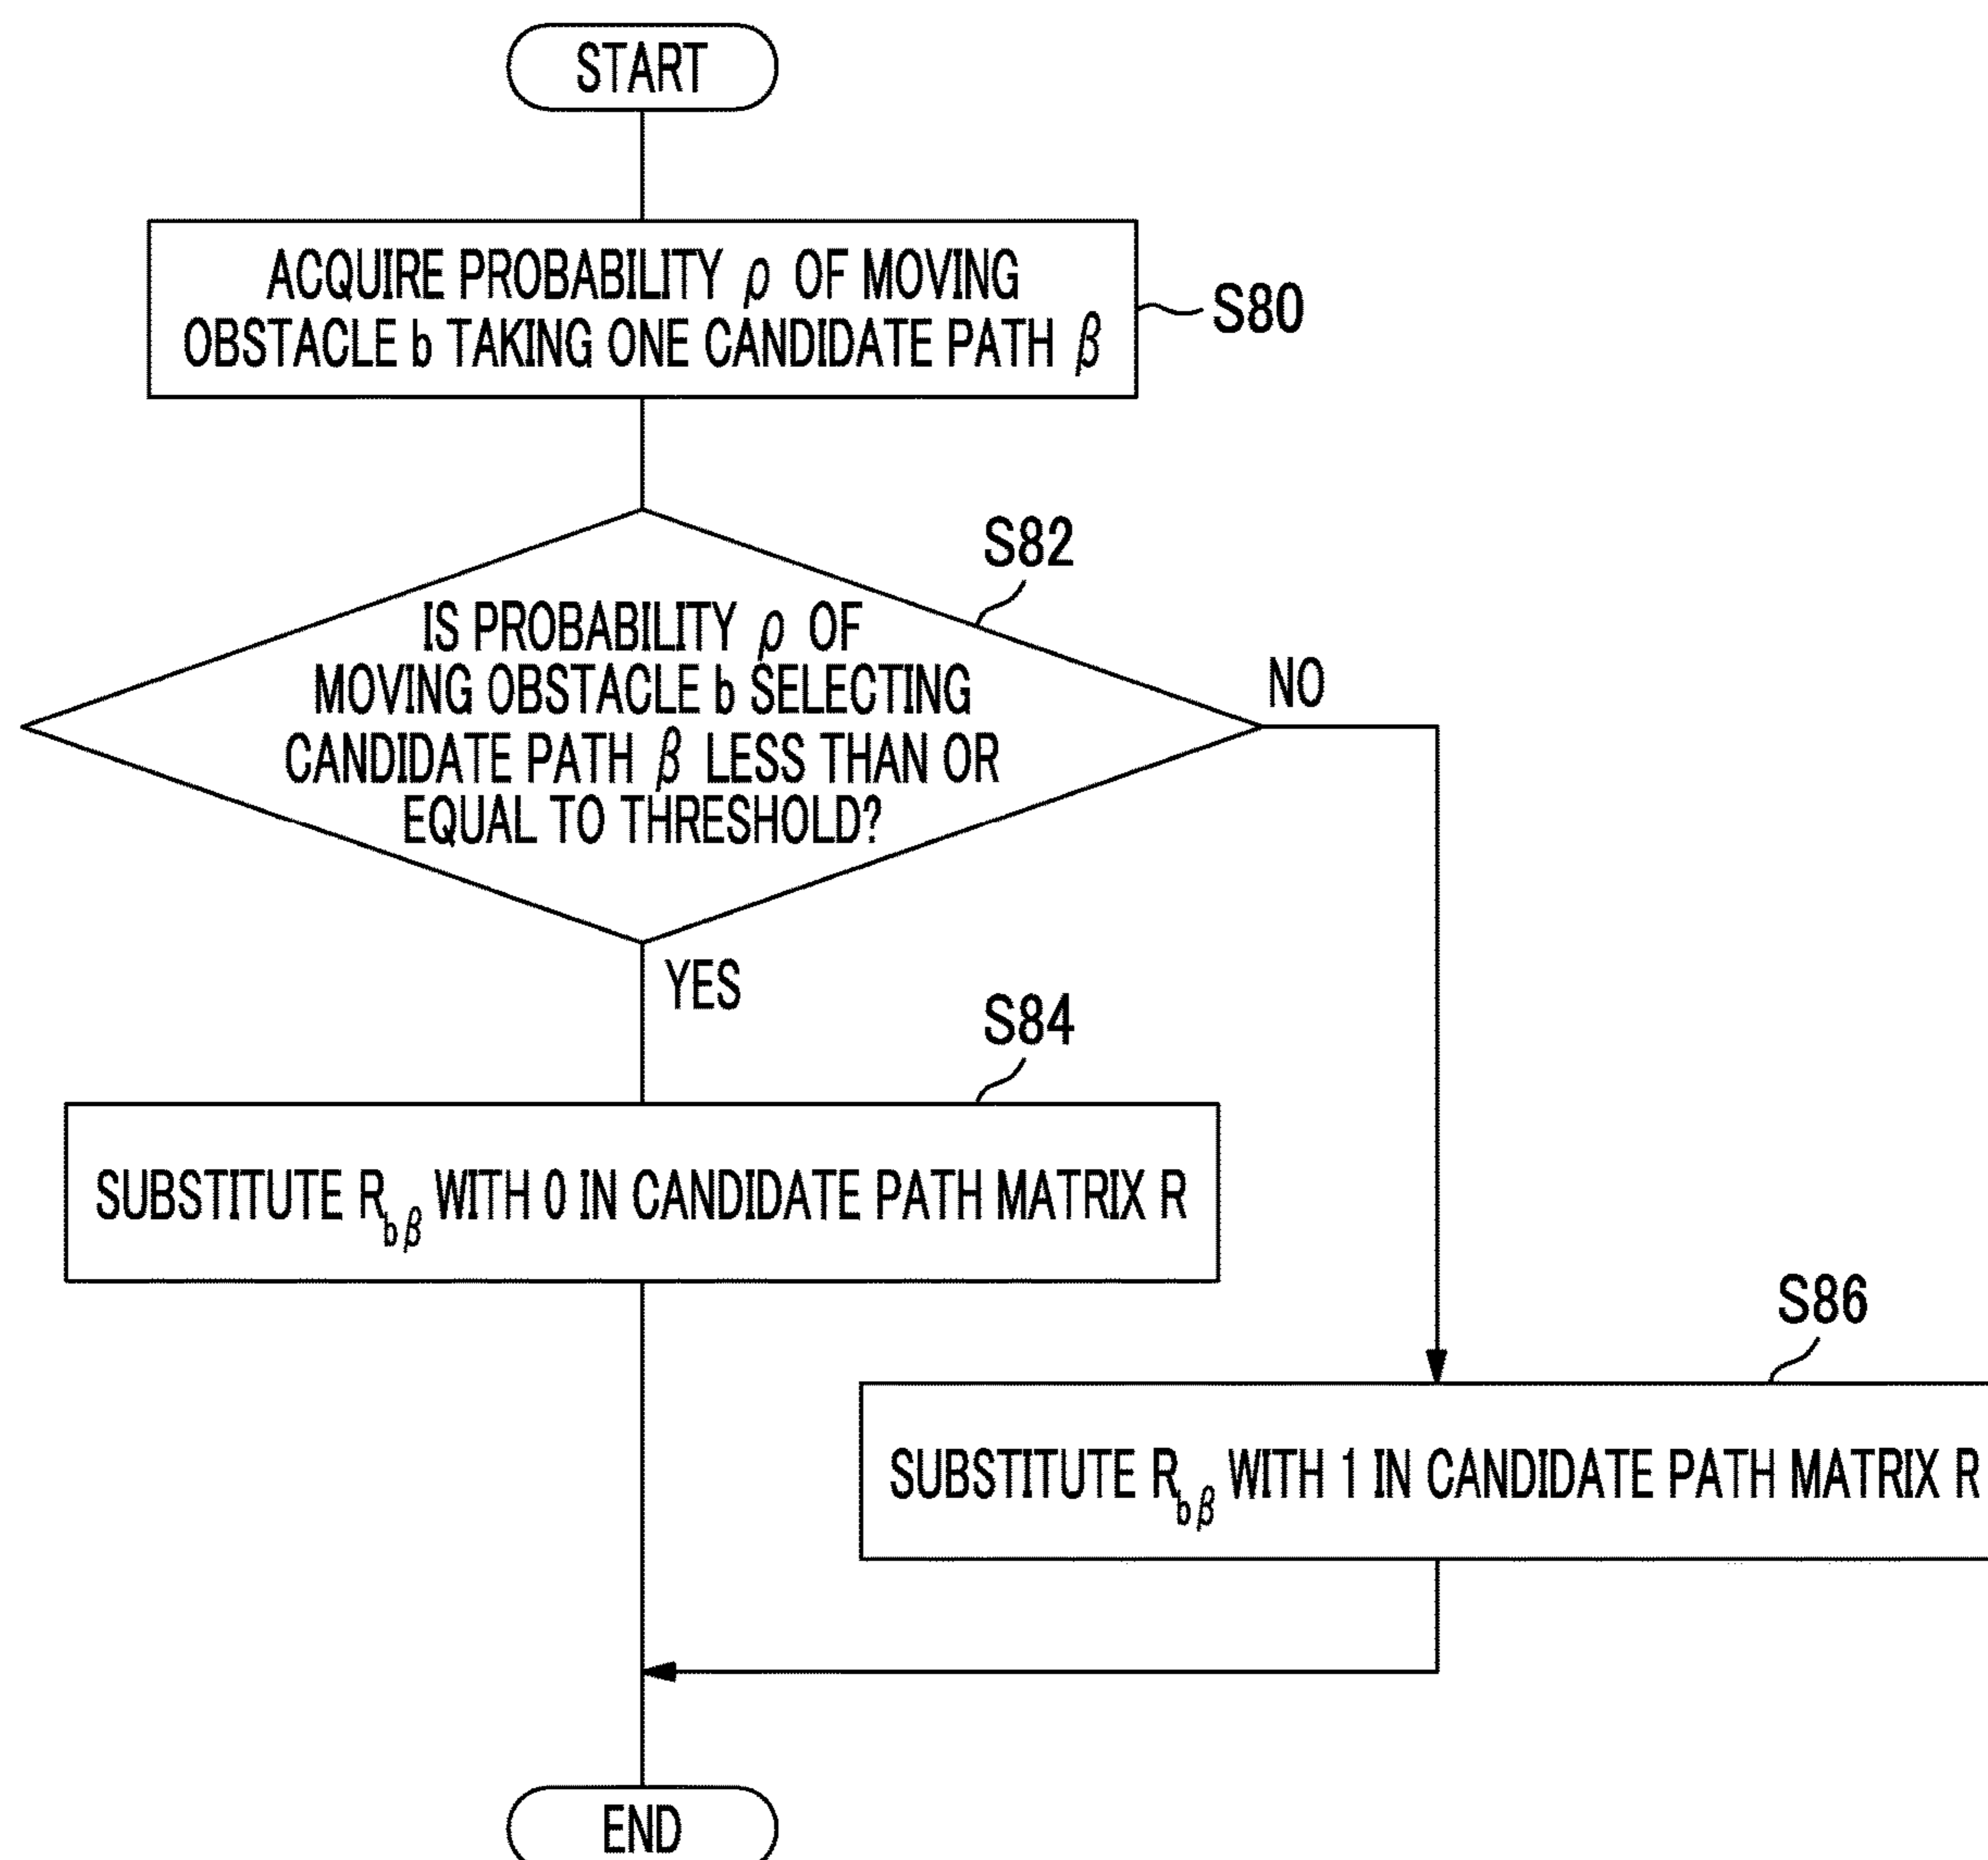 START
ACQUIRE PROBABILITY ρ OF MOVING
OBSTACLE b TAKING ONE CANDIDATE PATH β
S80
S82
IS PROBABILITY ρ OF
MOVING OBSTACLE b SELECTING
CANDIDATE PATH β LESS THAN OR
EQUAL TO THRESHOLD?
NO
YES
S84
SUBSTITUTE R_bβ WITH 0 IN CANDIDATE PATH MATRIX R
S86
SUBSTITUTE R_bβ WITH 1 IN CANDIDATE PATH MATRIX R
END